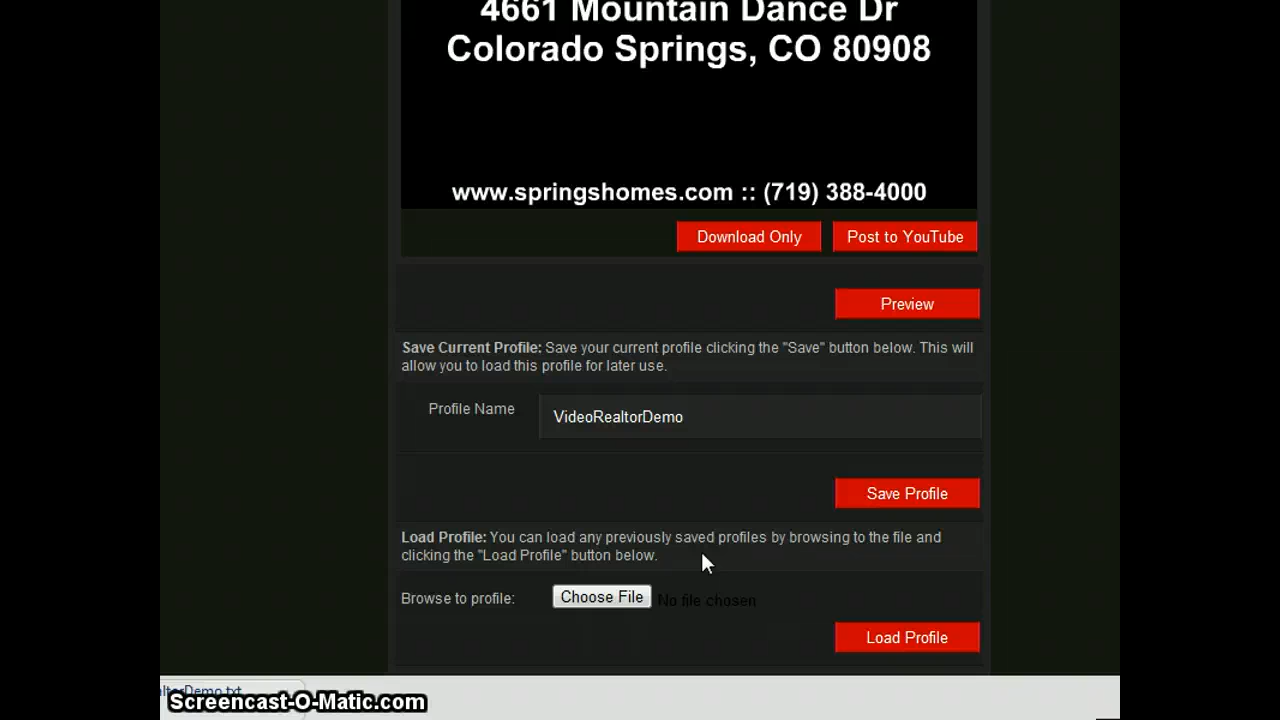 4661 Mountain Dance Dr
Colorado Springs, CO 80908
www.springshomes.com :: (719) 388-4000
Download Only
Post to YouTube
Preview
Save Current Profile: Save your current profile clicking the "Save" button below. This will
allow you to load this profile for later use.
Profile Name
VideoRealtorDemo
Save Profile
Load Profile: You can load any previously saved profiles by browsing to the file and
clicking the "Load Profile" button below.
Browse to profile:
Choose File
No file chosen
Load Profile
Screencast-O-Matic.com